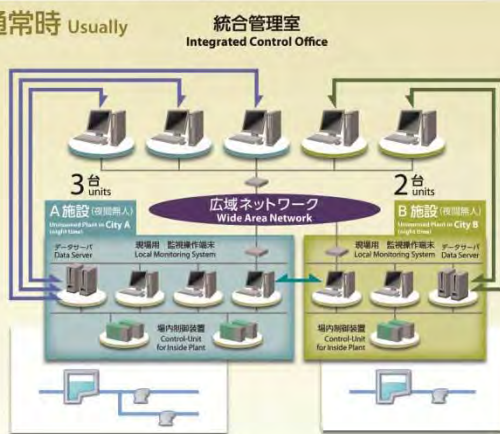 通常時 Usually
統合管理室
Integrated Control Office
3台
units
2台
units
広域ネットワーク
Wide Area Network
A施設(夜間無人)
Unmanned Plant in City A
(night time)
B施設(夜間無人)
Unmanned Plant in City B
(night time)
データサーバ
Data Server
現場用 監視操作端末
Local Monitoring System
現場用 監視操作端末
Local Monitoring System
データサーバ
Data Server
場内制御装置
Control-Unit
for Inside Plant
場内制御装置
Control-Unit
for Inside Plant